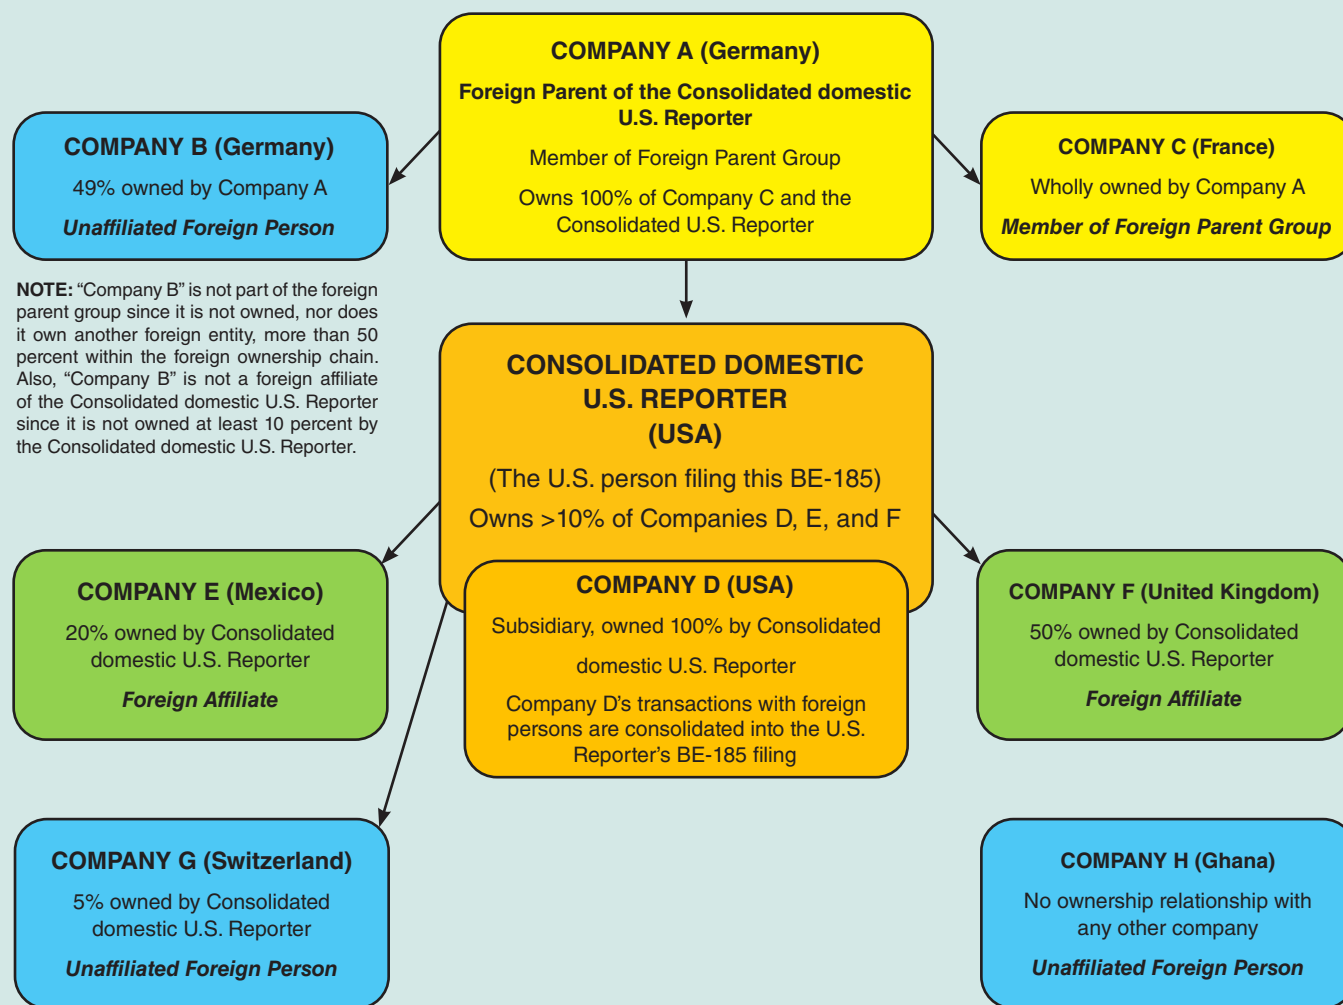 COMPANY A (Germany)
Foreign Parent of the Consolidated domestic
U.S. Reporter
Member of Foreign Parent Group
Owns 100% of Company C and the
Consolidated U.S. Reporter
COMPANY B (Germany)
49% owned by Company A
Unaffiliated Foreign Person
COMPANY C (France)
Wholly owned by Company A
Member of Foreign Parent Group
NOTE: “Company B” is not part of the foreign
parent group since it is not owned, nor does
it own another foreign entity, more than 50
percent within the foreign ownership chain.
Also, “Company B” is not a foreign affiliate
of the Consolidated domestic U.S. Reporter
since it is not owned at least 10 percent by
the Consolidated domestic U.S. Reporter.
CONSOLIDATED DOMESTIC
U.S. REPORTER
(USA)
(The U.S. person filing this BE-185)
Owns >10% of Companies D, E, and F
COMPANY E (Mexico)
20% owned by Consolidated
domestic U.S. Reporter
Foreign Affiliate
COMPANY D (USA)
Subsidiary, owned 100% by Consolidated
domestic U.S. Reporter
Company D’s transactions with foreign
persons are consolidated into the U.S.
Reporter’s BE-185 filing
COMPANY F (United Kingdom)
50% owned by Consolidated
domestic U.S. Reporter
Foreign Affiliate
COMPANY G (Switzerland)
5% owned by Consolidated
domestic U.S. Reporter
Unaffiliated Foreign Person
COMPANY H (Ghana)
No ownership relationship with
any other company
Unaffiliated Foreign Person